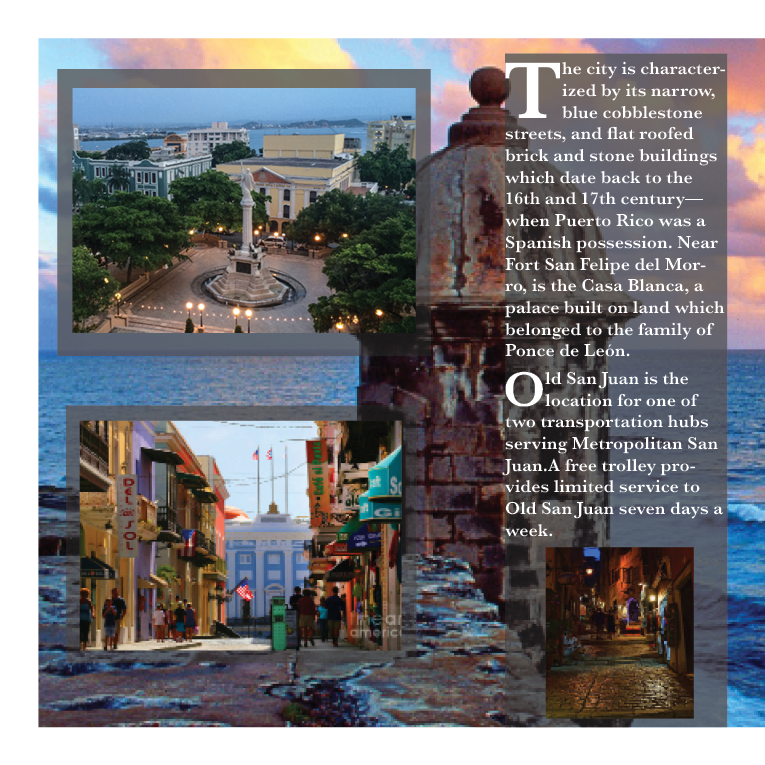 The city is character-
ized by its narrow,
blue cobblestone
streets, and flat roofed
brick and stone buildings
which date back to the
16th and 17th century—
when Puerto Rico was a
Spanish possession. Near
Fort San Felipe del Mor-
ro, is the Casa Blanca, a
palace built on land which
belonged to the family of
Ponce de León.
Old San Juan is the
location for one of
two transportation hubs
serving Metropolitan San
Juan.A free trolley pro-
vides limited service to
Old San Juan seven days a
week.
DEL
SOL